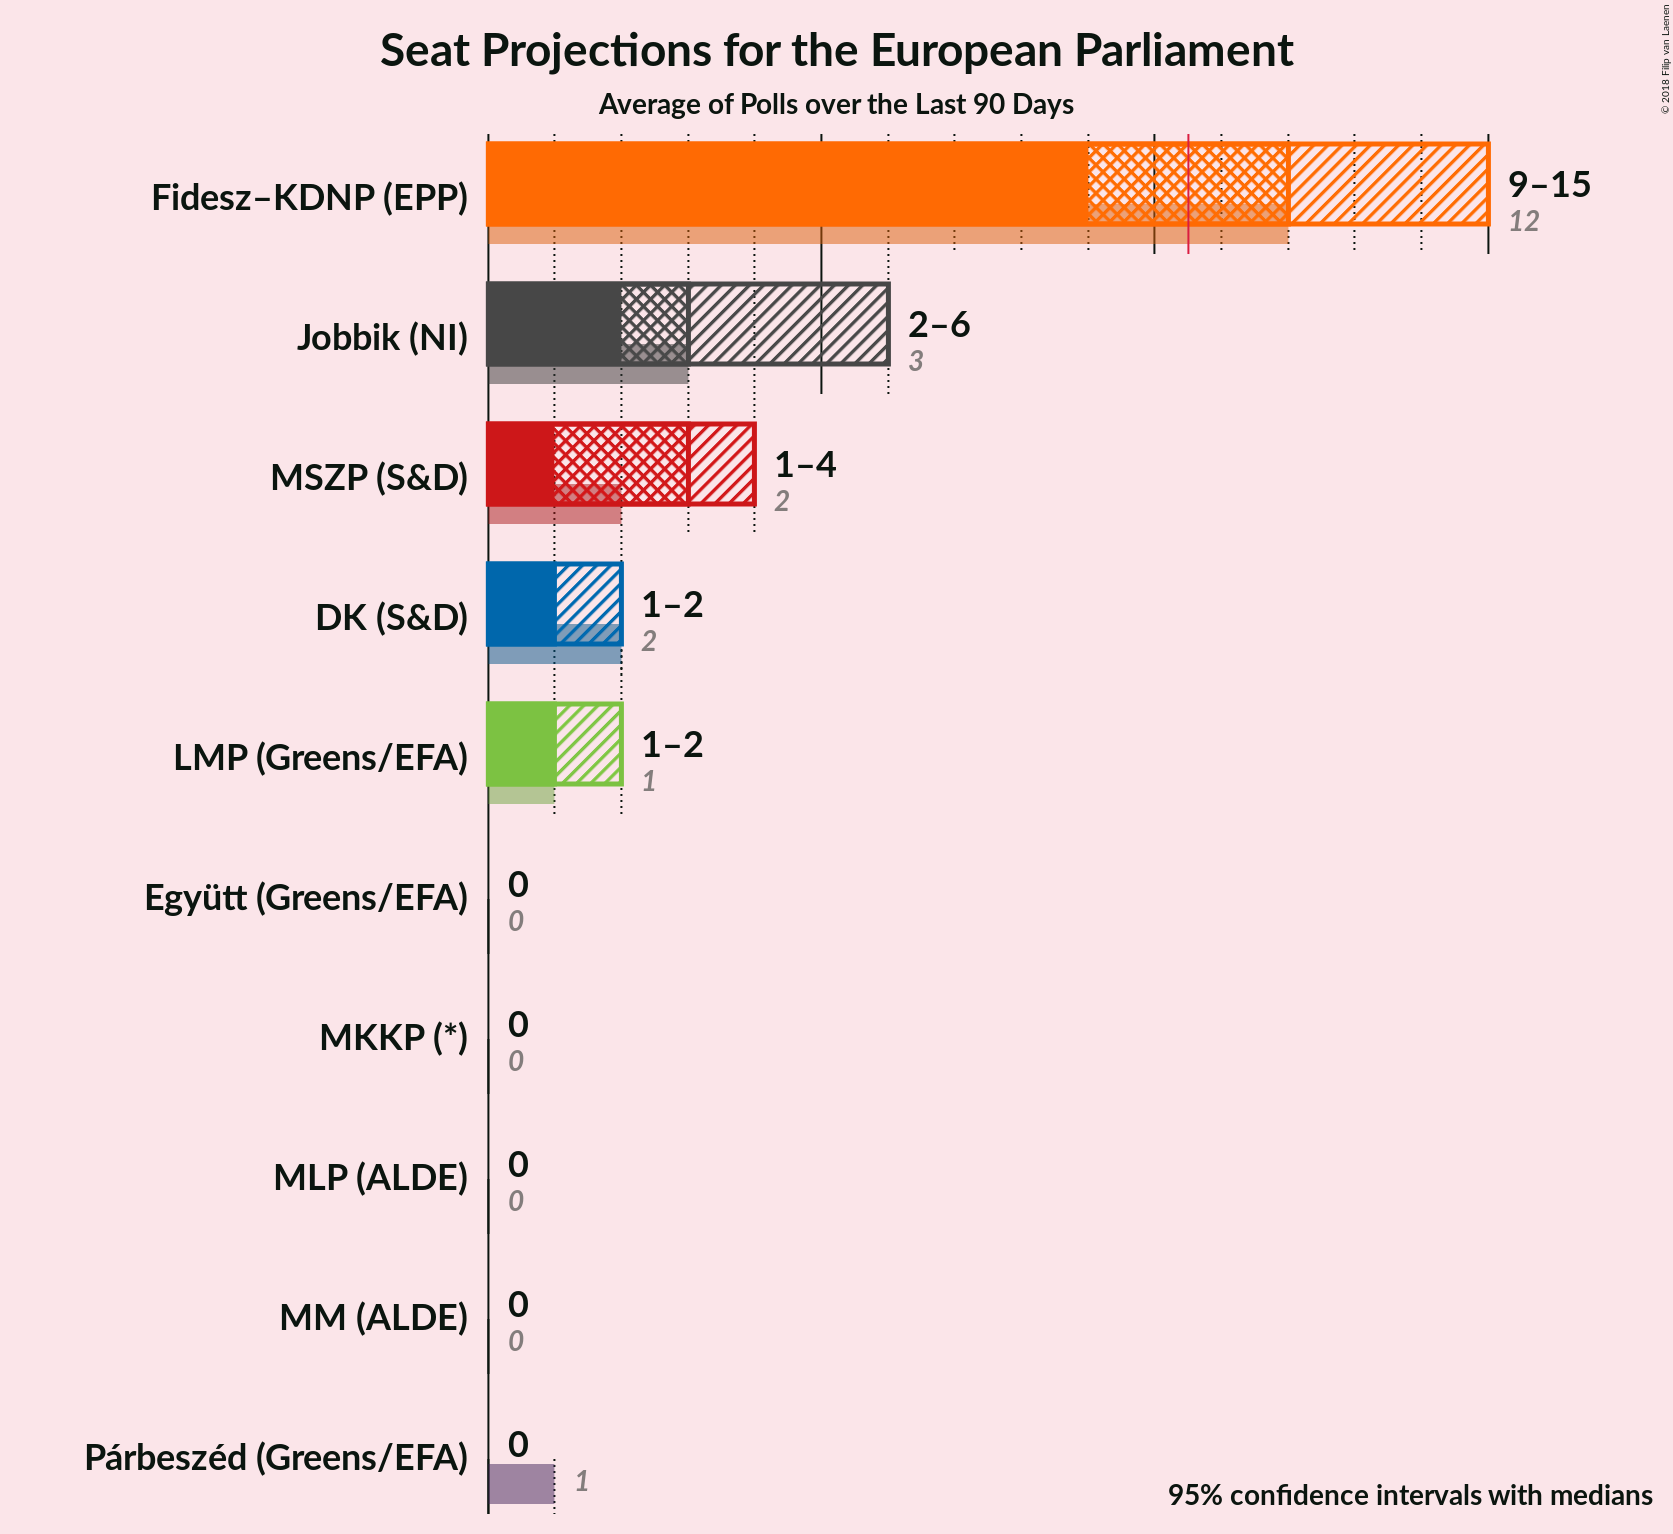 Seat Projections for the European Parliament
Average of Polls over the Last 90 Days
© 2018 Filip van Laenen
Fidesz–KDNP (EPP)
9–15
12
Jobbik (NI)
2–6
3
MSZP (S&D)
1–4
2
DK (S&D)
1–2
2
LMP (Greens/EFA)
1–2
1
Együtt (Greens/EFA)
0
0
MKKP (*)
0
0
MLP (ALDE)
0
0
MM (ALDE)
0
0
Párbeszéd (Greens/EFA)
0
1
95% confidence intervals with medians